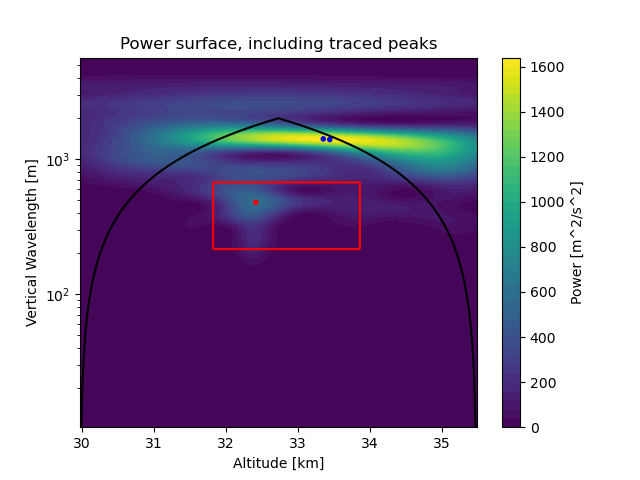 Power surface, including traced peaks
Vertical Wavelength [m]
10^3
10^2
30 31 32 33 34 35
Altitude [km]
1600
1400
1200
1000
800
600
400
200
0
Power [m^2/s^2]